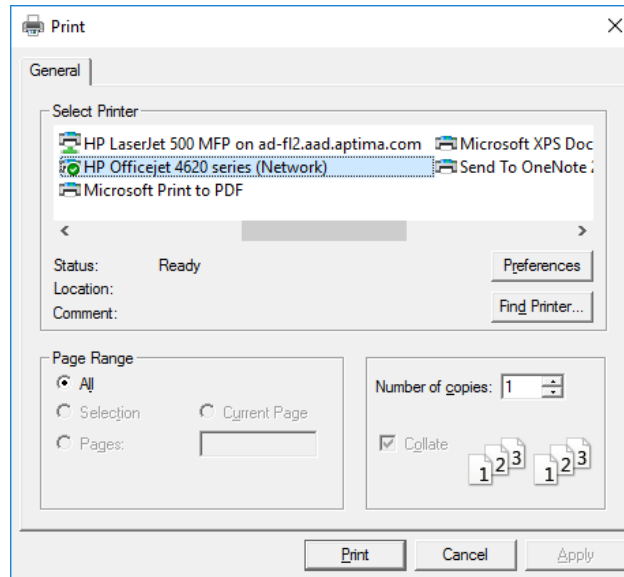 Print
General
Select Printer
HP LaserJet 500 MFP on ad-fl2.aad.aptima.com
Microsoft XPS Doc
HP Officejet 4620 series (Network)
Send To OneNote 2
Microsoft Print to PDF
Status: Ready
Preferences
Location:
Comment:
Find Printer...
Page Range
All
Selection
Current Page
Pages:
Number of copies: 1
Collate
1 2 3 1 2 3
Print Cancel Apply